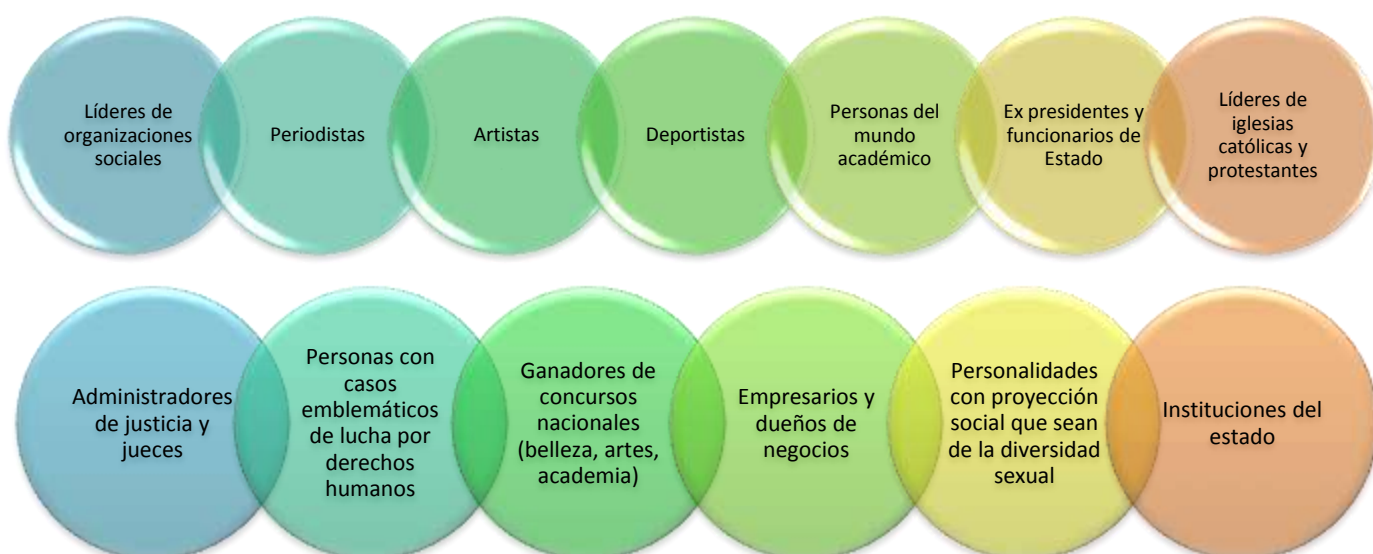 Líderes de
organizaciones
sociales
Periodistas
Artistas
Deportistas
Personas del
mundo
académico
Ex presidentes y
funcionarios de
Estado
Líderes de
iglesias
católicas y
protestantes
Administradores
de justicia y
jueces
Personas con
casos
emblemáticos
de lucha por
derechos
humanos
Ganadores de
concursos
nacionales
(belleza, artes,
academia)
Empresarios y
dueños de
negocios
Personalidades
con proyección
social que sean
de la diversidad
sexual
Instituciones del
estado